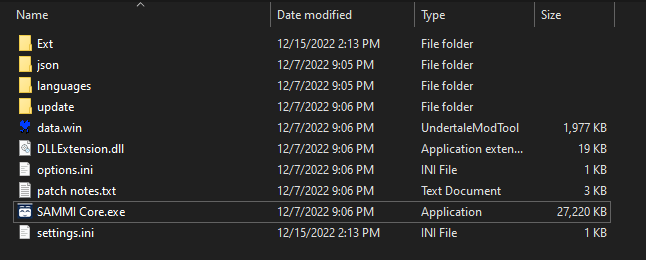 Name Date modified Type Size
Ext 12/15/2022 2:13 PM File folder
json 12/7/2022 9:05 PM File folder
languages 12/7/2022 9:05 PM File folder
update 12/7/2022 9:06 PM File folder
data.win 12/7/2022 9:06 PM UndertaleModTool 1,977 KB
DLLExtension.dll 12/7/2022 9:06 PM Application exten... 19 KB
options.ini 12/7/2022 9:06 PM INI File 1 KB
patch notes.txt 12/7/2022 9:06 PM Text Document 3 KB
SAMMI Core.exe 12/7/2022 9:06 PM Application 27,220 KB
settings.ini 12/15/2022 2:13 PM INI File 1 KB